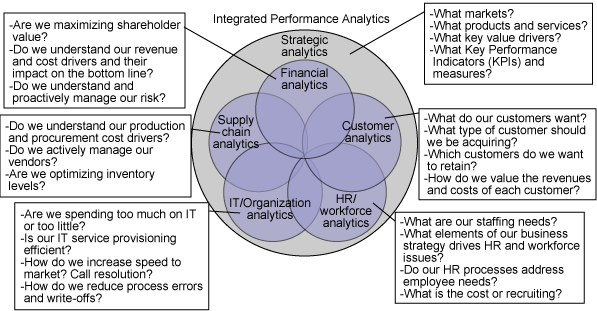 Integrated Performance Analytics
-Are we maximizing shareholder
value?
-Do we understand our revenue
and cost drivers and their
impact on the bottom line?
-Do we understand and
proactively manage our risk?
-What markets?
-What products and services?
-What key value drivers?
-What Key Performance
Indicators (KPIs) and
measures?
Strategic
analytics
Financial
analytics
Supply
chain
analytics
Customer
analytics
IT/Organization
analytics
HR/
workforce
analytics
-Do we understand our production
and procurement cost drivers?
-Do we actively manage our
vendors?
-Are we optimizing inventory
levels?
-What do our customers want?
-What type of customer should
we be acquiring?
-Which customers do we want
to retain?
-How do we value the revenues
and costs of each customer?
-Are we spending too much on IT
or too little?
-Is our IT service provisioning
efficient?
-How do we increase speed to
market? Call resolution?
-How do we reduce process errors
and write-offs?
-What are our staffing needs?
-What elements of our business
strategy drives HR and workforce
issues?
-Do our HR processes address
employee needs?
-What is the cost or recruiting?